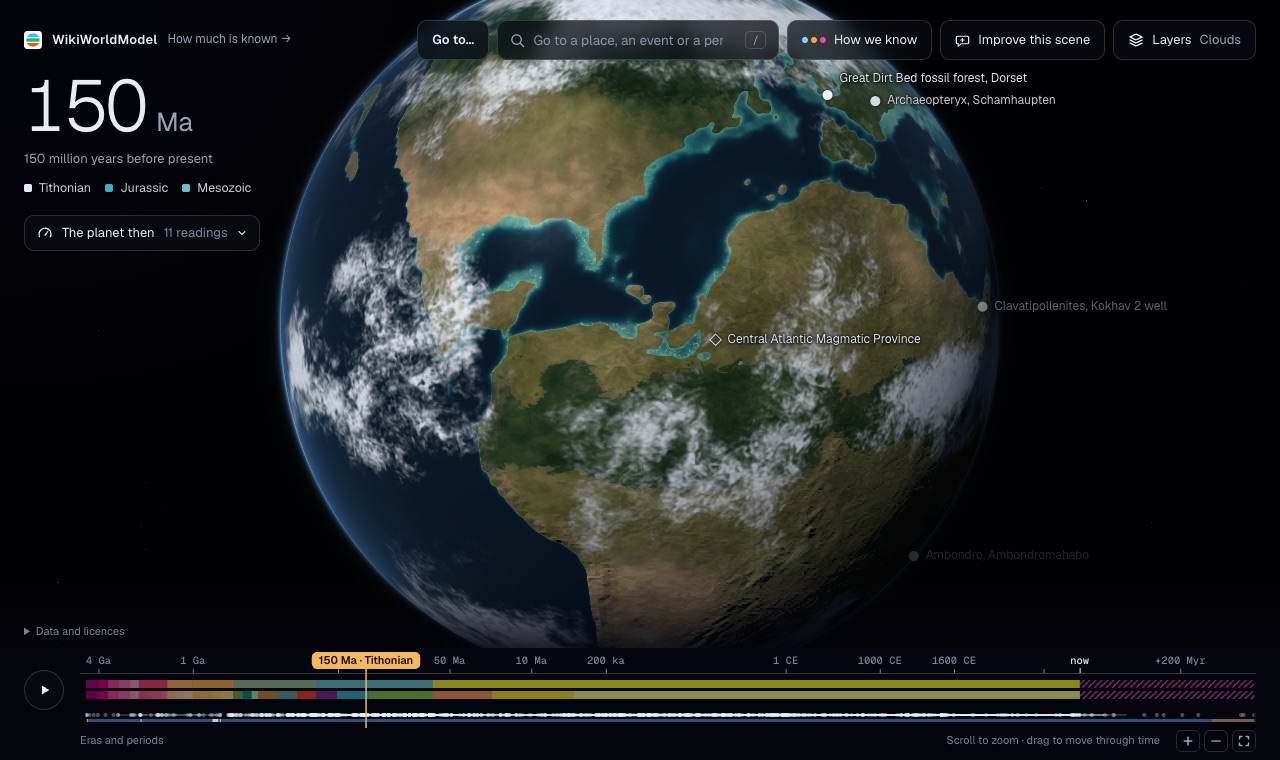 WikiWorldModel
How much is known →
Go to...
Go to a place, an event or a per
/
How we know
Improve this scene
Layers Clouds
150 Ma
150 million years before present
Tithonian Jurassic Mesozoic
The planet then 11 readings
Great Dirt Bed fossil forest, Dorset
Archaeopteryx, Schamhaupten
Clavatipollenites, Kokhav 2 well
Central Atlantic Magmatic Province
Ambondro, Ambondromahabo
Data and licences
4 Ga 1 Ga 150 Ma · Tithonian 50 Ma 10 Ma 200 ka 1 CE 1000 CE 1600 CE now +200 Myr
Eras and periods
Scroll to zoom · drag to move through time